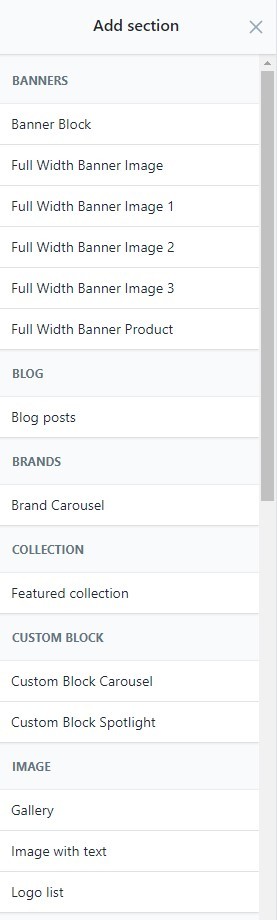 Add section
BANNERS
Banner Block
Full Width Banner Image
Full Width Banner Image 1
Full Width Banner Image 2
Full Width Banner Image 3
Full Width Banner Product
BLOG
Blog posts
BRANDS
Brand Carousel
COLLECTION
Featured collection
CUSTOM BLOCK
Custom Block Carousel
Custom Block Spotlight
IMAGE
Gallery
Image with text
Logo list